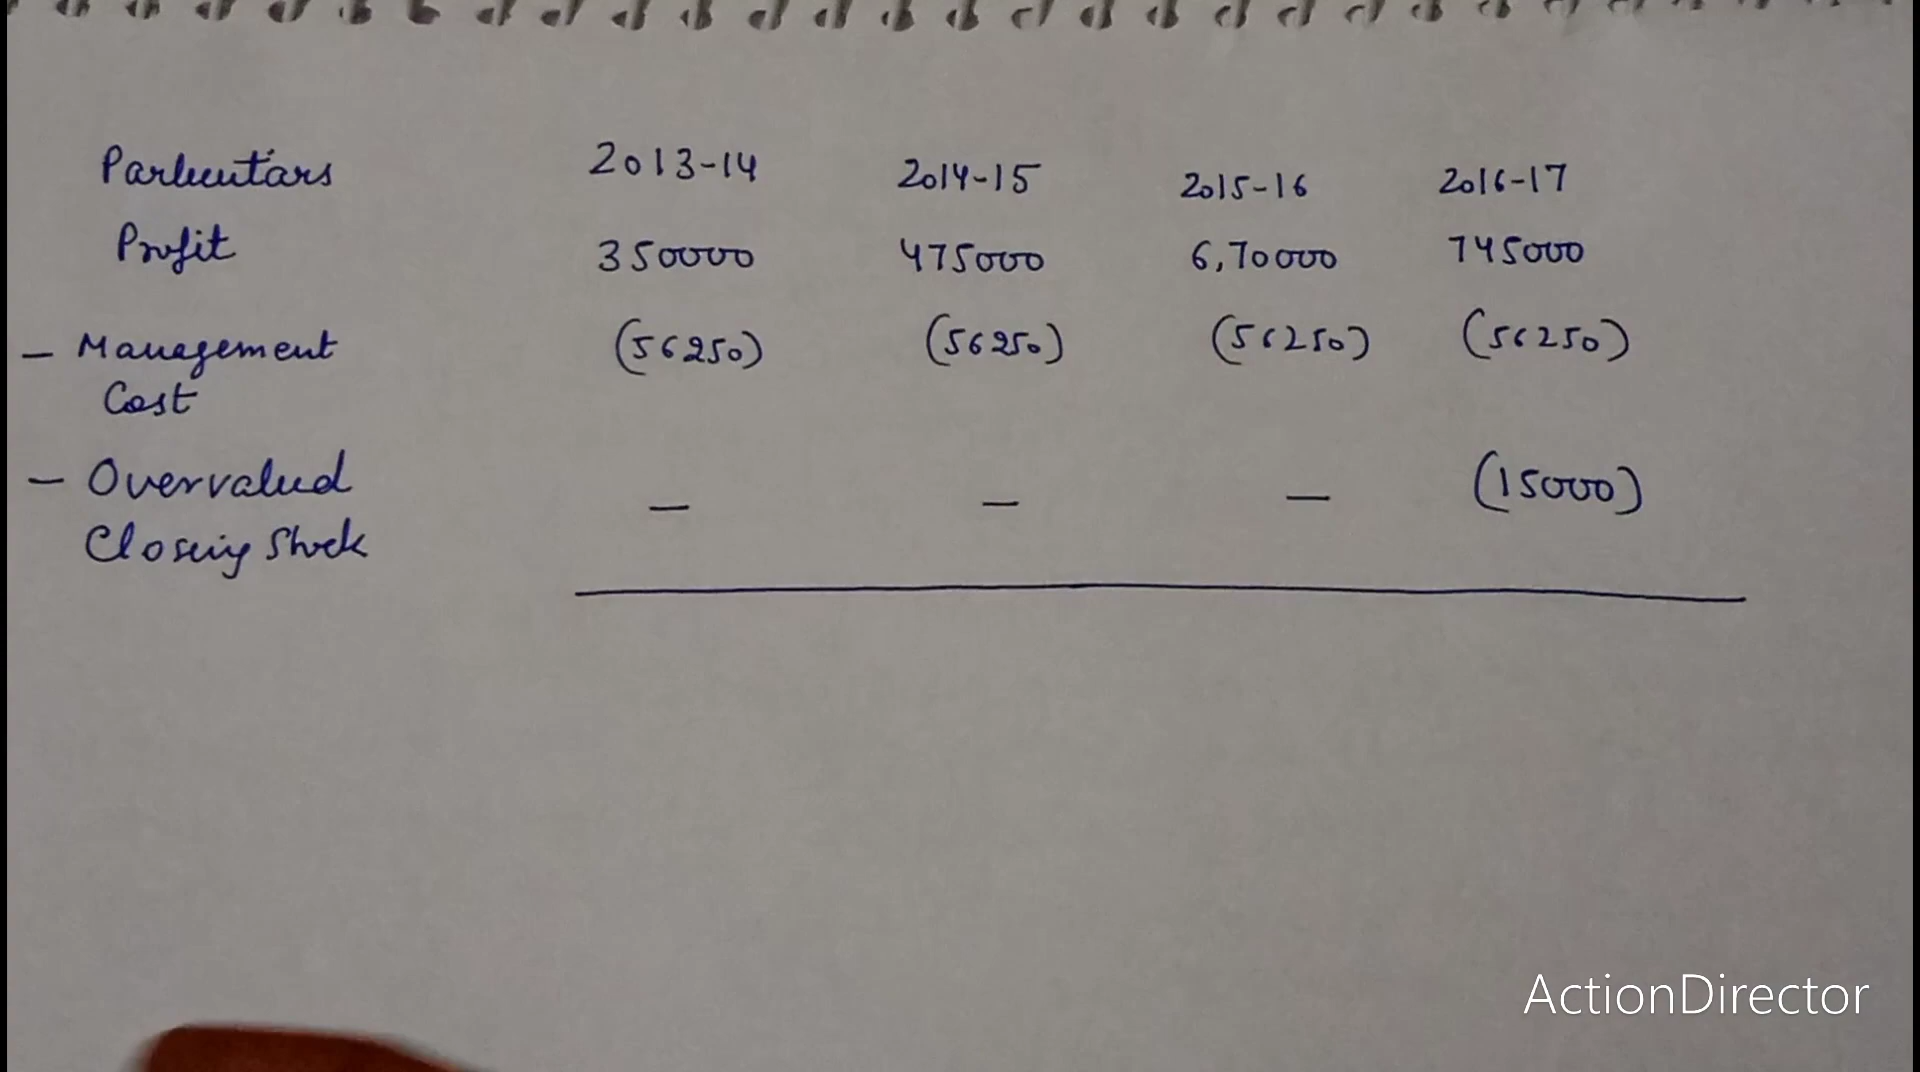 Particulars 2013-14 2014-15 2015-16 2016-17
Profit 350000 475000 6,70000 745000
- Management (56250) (56250) (56250) (56250)
Cost
- Overvalued - - - (15000)
Closing Stock
ActionDirector